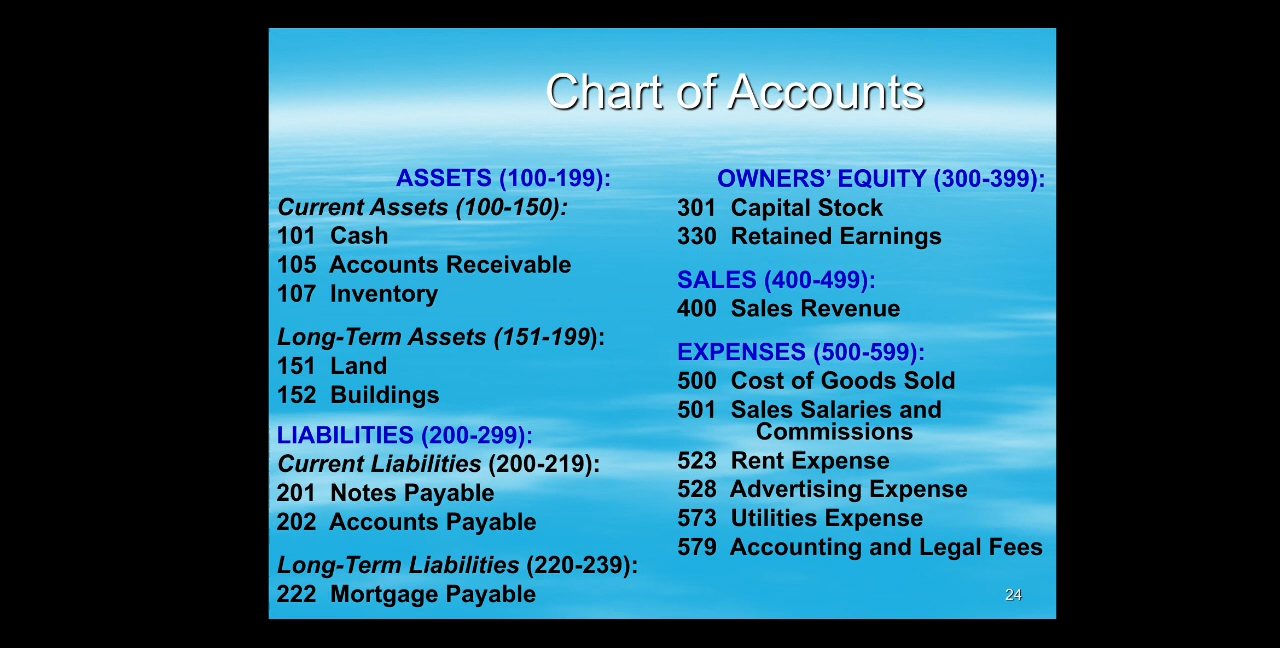 Chart of Accounts
ASSETS (100-199):
Current Assets (100-150):
101 Cash
105 Accounts Receivable
107 Inventory
Long-Term Assets (151-199):
151 Land
152 Buildings
LIABILITIES (200-299):
Current Liabilities (200-219):
201 Notes Payable
202 Accounts Payable
Long-Term Liabilities (220-239):
222 Mortgage Payable
OWNERS’ EQUITY (300-399):
301 Capital Stock
330 Retained Earnings
SALES (400-499):
400 Sales Revenue
EXPENSES (500-599):
500 Cost of Goods Sold
501 Sales Salaries and
Commissions
523 Rent Expense
528 Advertising Expense
573 Utilities Expense
579 Accounting and Legal Fees
24